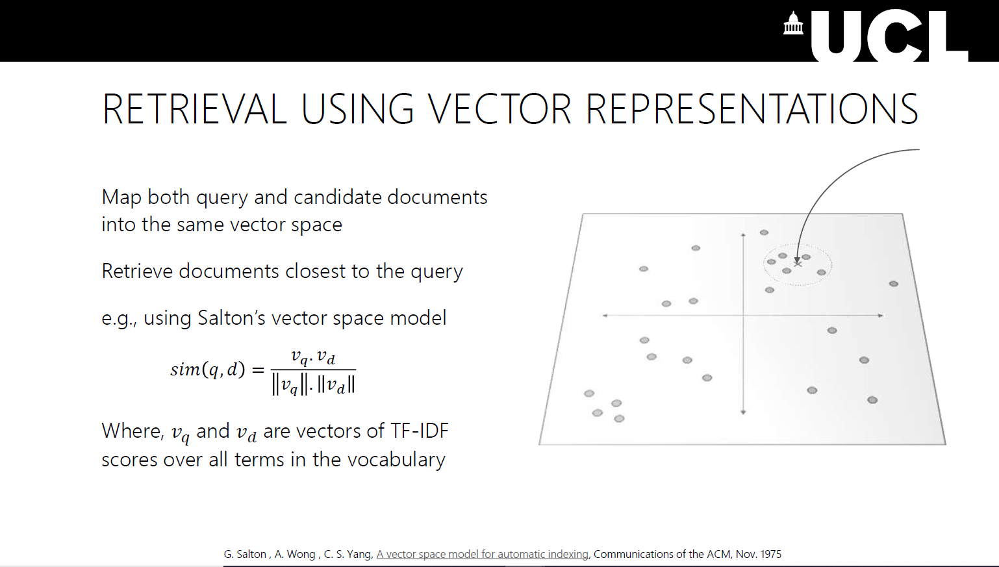 UCL
RETRIEVAL USING VECTOR REPRESENTATIONS
Map both query and candidate documents
into the same vector space
Retrieve documents closest to the query
e.g., using Salton’s vector space model
sim(q, d) = v_q . v_d / ‖v_q‖. ‖v_d‖
Where, v_q and v_d are vectors of TF-IDF
scores over all terms in the vocabulary
G. Salton , A. Wong , C. S. Yang, A vector space model for automatic indexing, Communications of the ACM, Nov. 1975